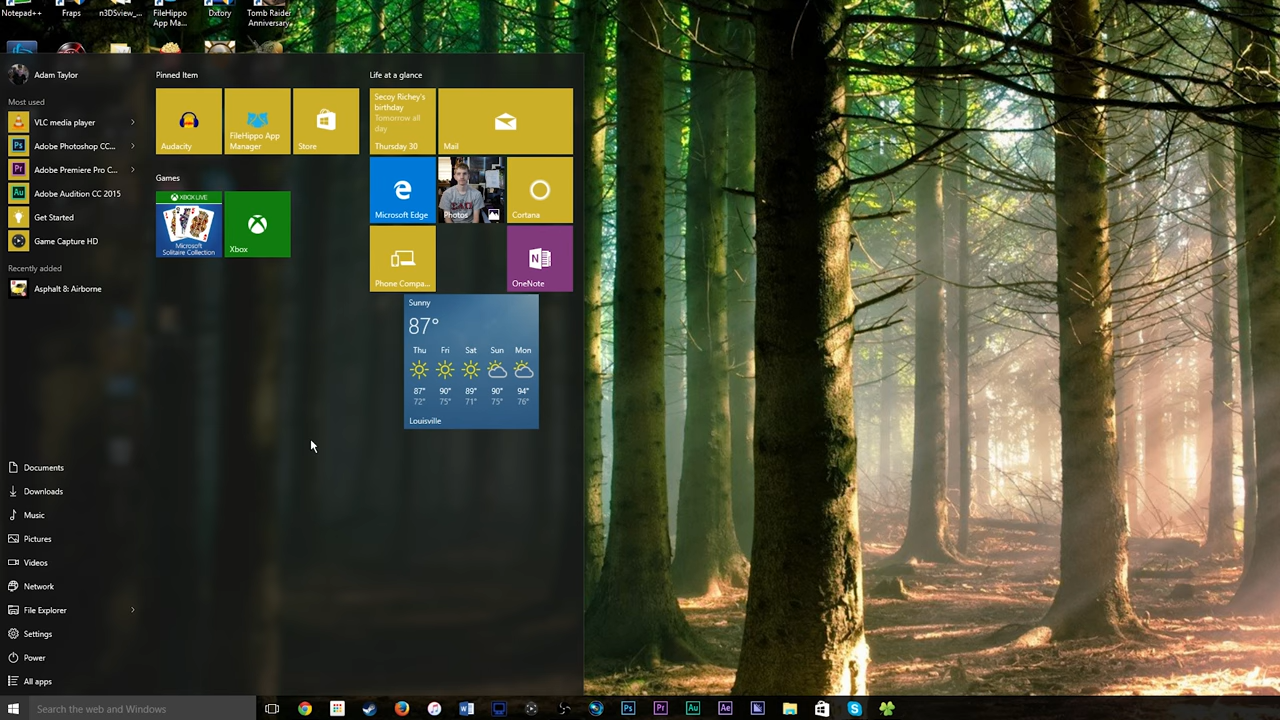 Notepad++
Fraps
n3DSview_...
FileHippo
App Ma...
Dxtory
Tomb Raider
Anniversary
Adam Taylor
Most used
VLC media player
Adobe Photoshop CC...
Adobe Premiere Pro C...
Adobe Audition CC 2015
Get Started
Game Capture HD
Recently added
Asphalt 8: Airborne
Documents
Downloads
Music
Pictures
Videos
Network
File Explorer
Settings
Power
All apps
Pinned Item
Audacity
FileHippo App
Manager
Store
Games
XBOX LIVE
Microsoft
Solitaire Collection
Xbox
Life at a glance
Secoy Richey's
birthday
Tomorrow all
day
Thursday 30
Mail
Microsoft Edge
Photos
Cortana
Phone Compa...
OneNote
Sunny
87°
Thu Fri Sat Sun Mon
87° 90° 89° 90° 94°
72° 75° 71° 75° 76°
Louisville
Search the web and Windows